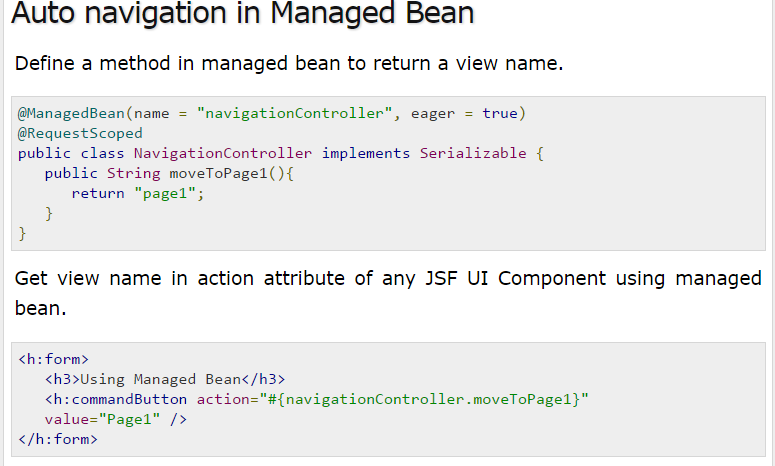 Auto navigation in Managed Bean
Define a method in managed bean to return a view name.
@ManagedBean(name = "navigationController", eager = true)
@RequestScoped
public class NavigationController implements Serializable {
   public String moveToPage1(){
      return "page1";
   }
}
Get view name in action attribute of any JSF UI Component using managed
bean.
<h:form>
   <h3>Using Managed Bean</h3>
   <h:commandButton action="#{navigationController.moveToPage1}"
   value="Page1" />
</h:form>